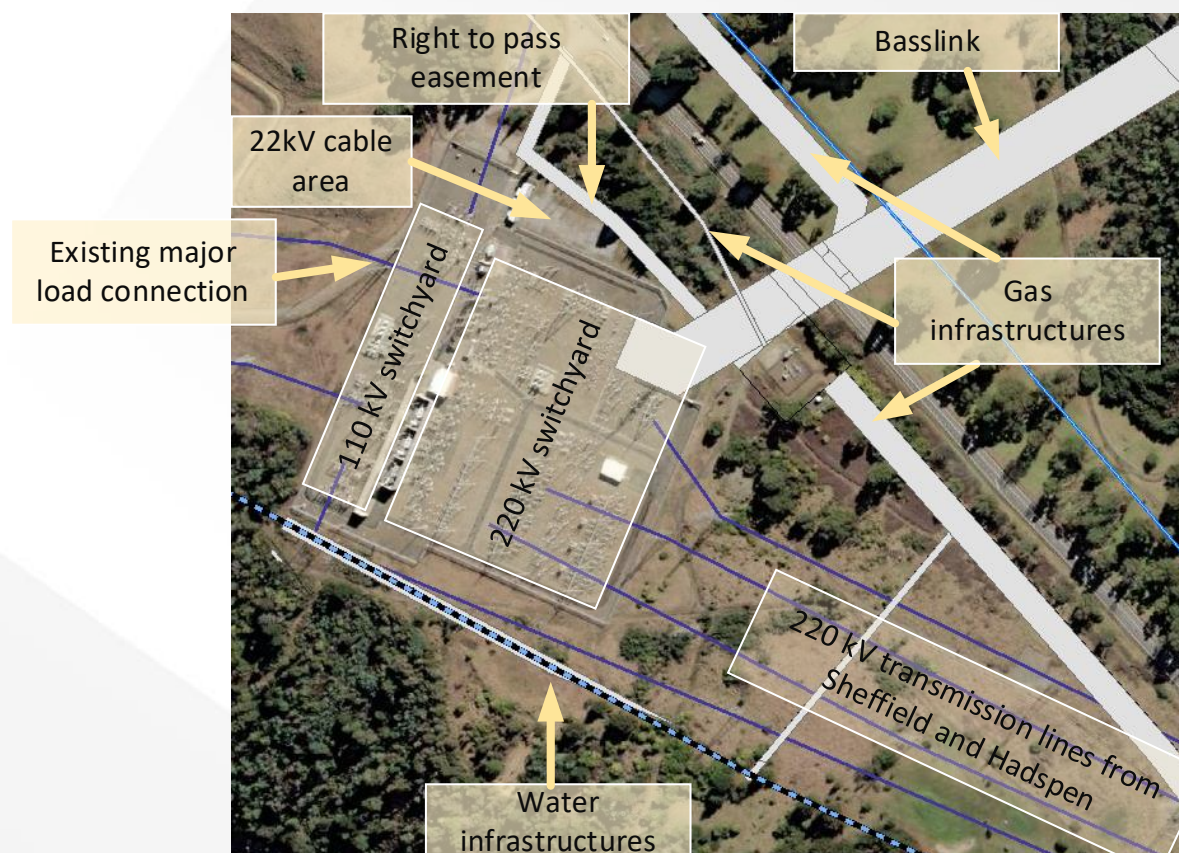 Right to pass
easement
Basslink
22kV cable
area
Existing major
load connection
110 kV switchyard
220 kV switchyard
Gas
infrastructures
220 kV transmission lines from
Sheffield and Hadspen
Water
infrastructures